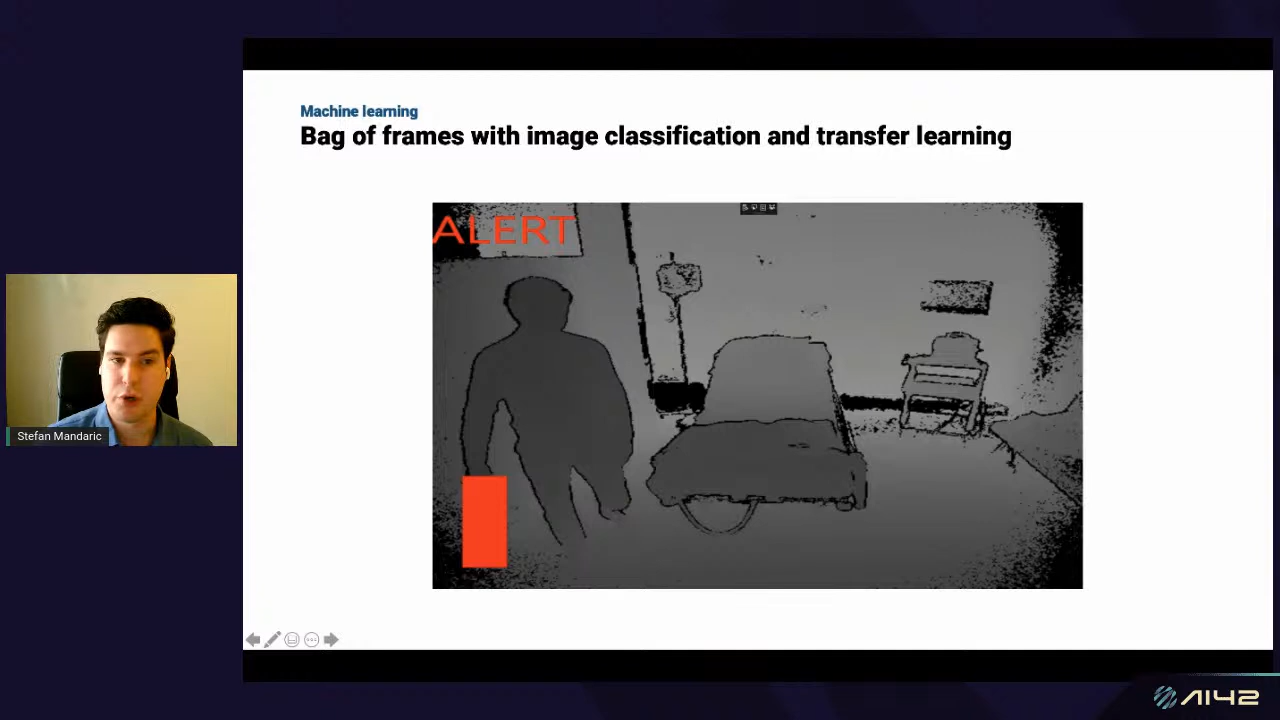 Machine learning
Bag of frames with image classification and transfer learning
ALERT
Stefan Mandaric
AI42